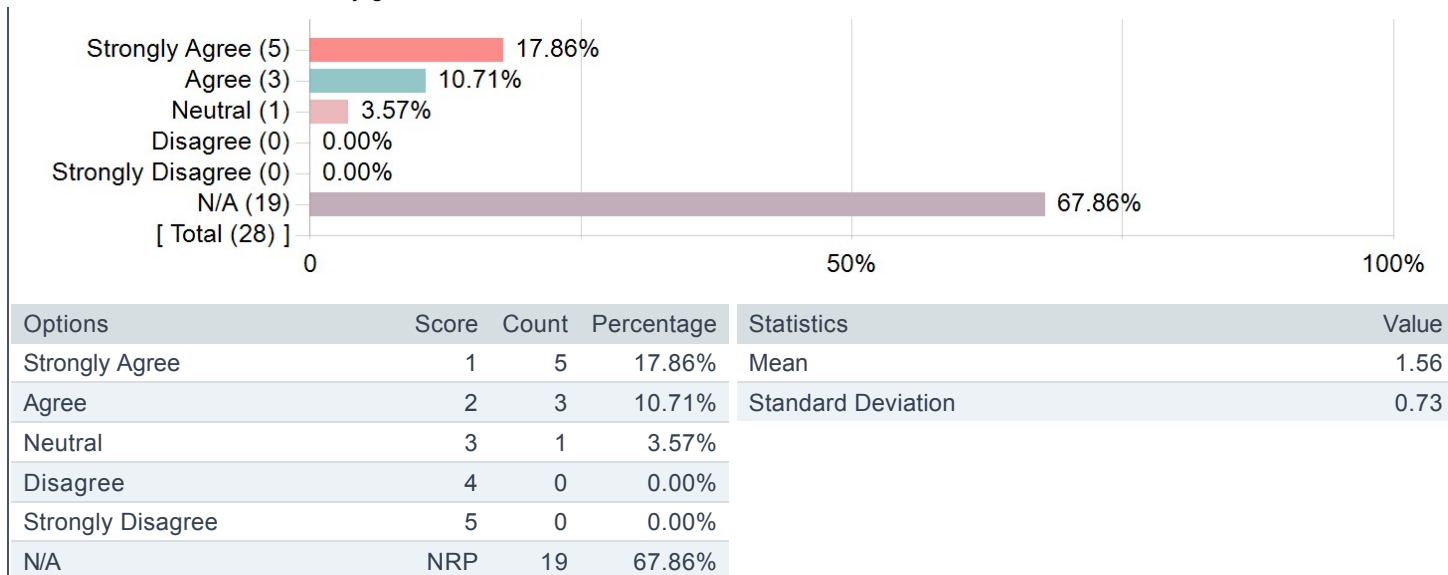 Strongly Agree (5) 17.86%
Agree (3) 10.71%
Neutral (1) 3.57%
Disagree (0) 0.00%
Strongly Disagree (0) 0.00%
N/A (19) 67.86%
[ Total (28) ]
0 50% 100%
Options Score Count Percentage
Strongly Agree 1 5 17.86%
Agree 2 3 10.71%
Neutral 3 1 3.57%
Disagree 4 0 0.00%
Strongly Disagree 5 0 0.00%
N/A NRP 19 67.86%
Statistics Value
Mean 1.56
Standard Deviation 0.73